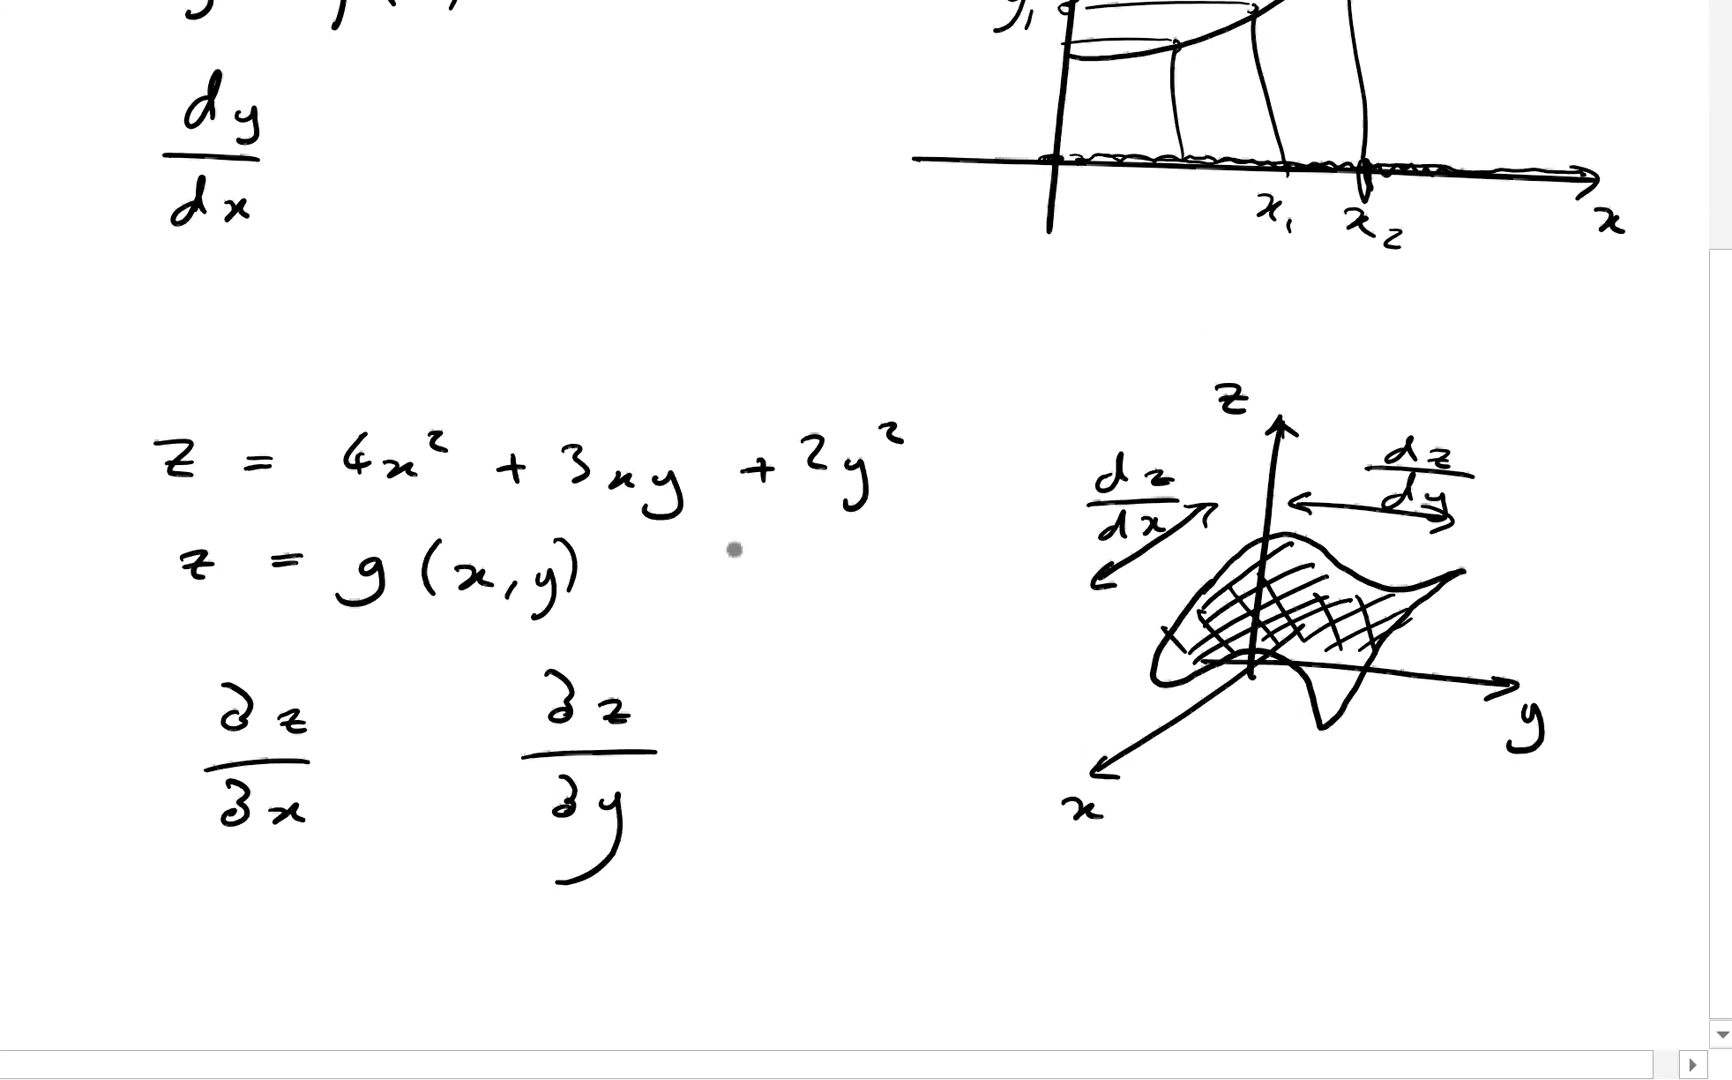 y₁
dy
dx
x₁
x₂
x
z = 4x² + 3xy + 2y²
z = g(x,y)
∂z
∂x
∂z
∂y
z
dz
dx
dz
dy
y
x